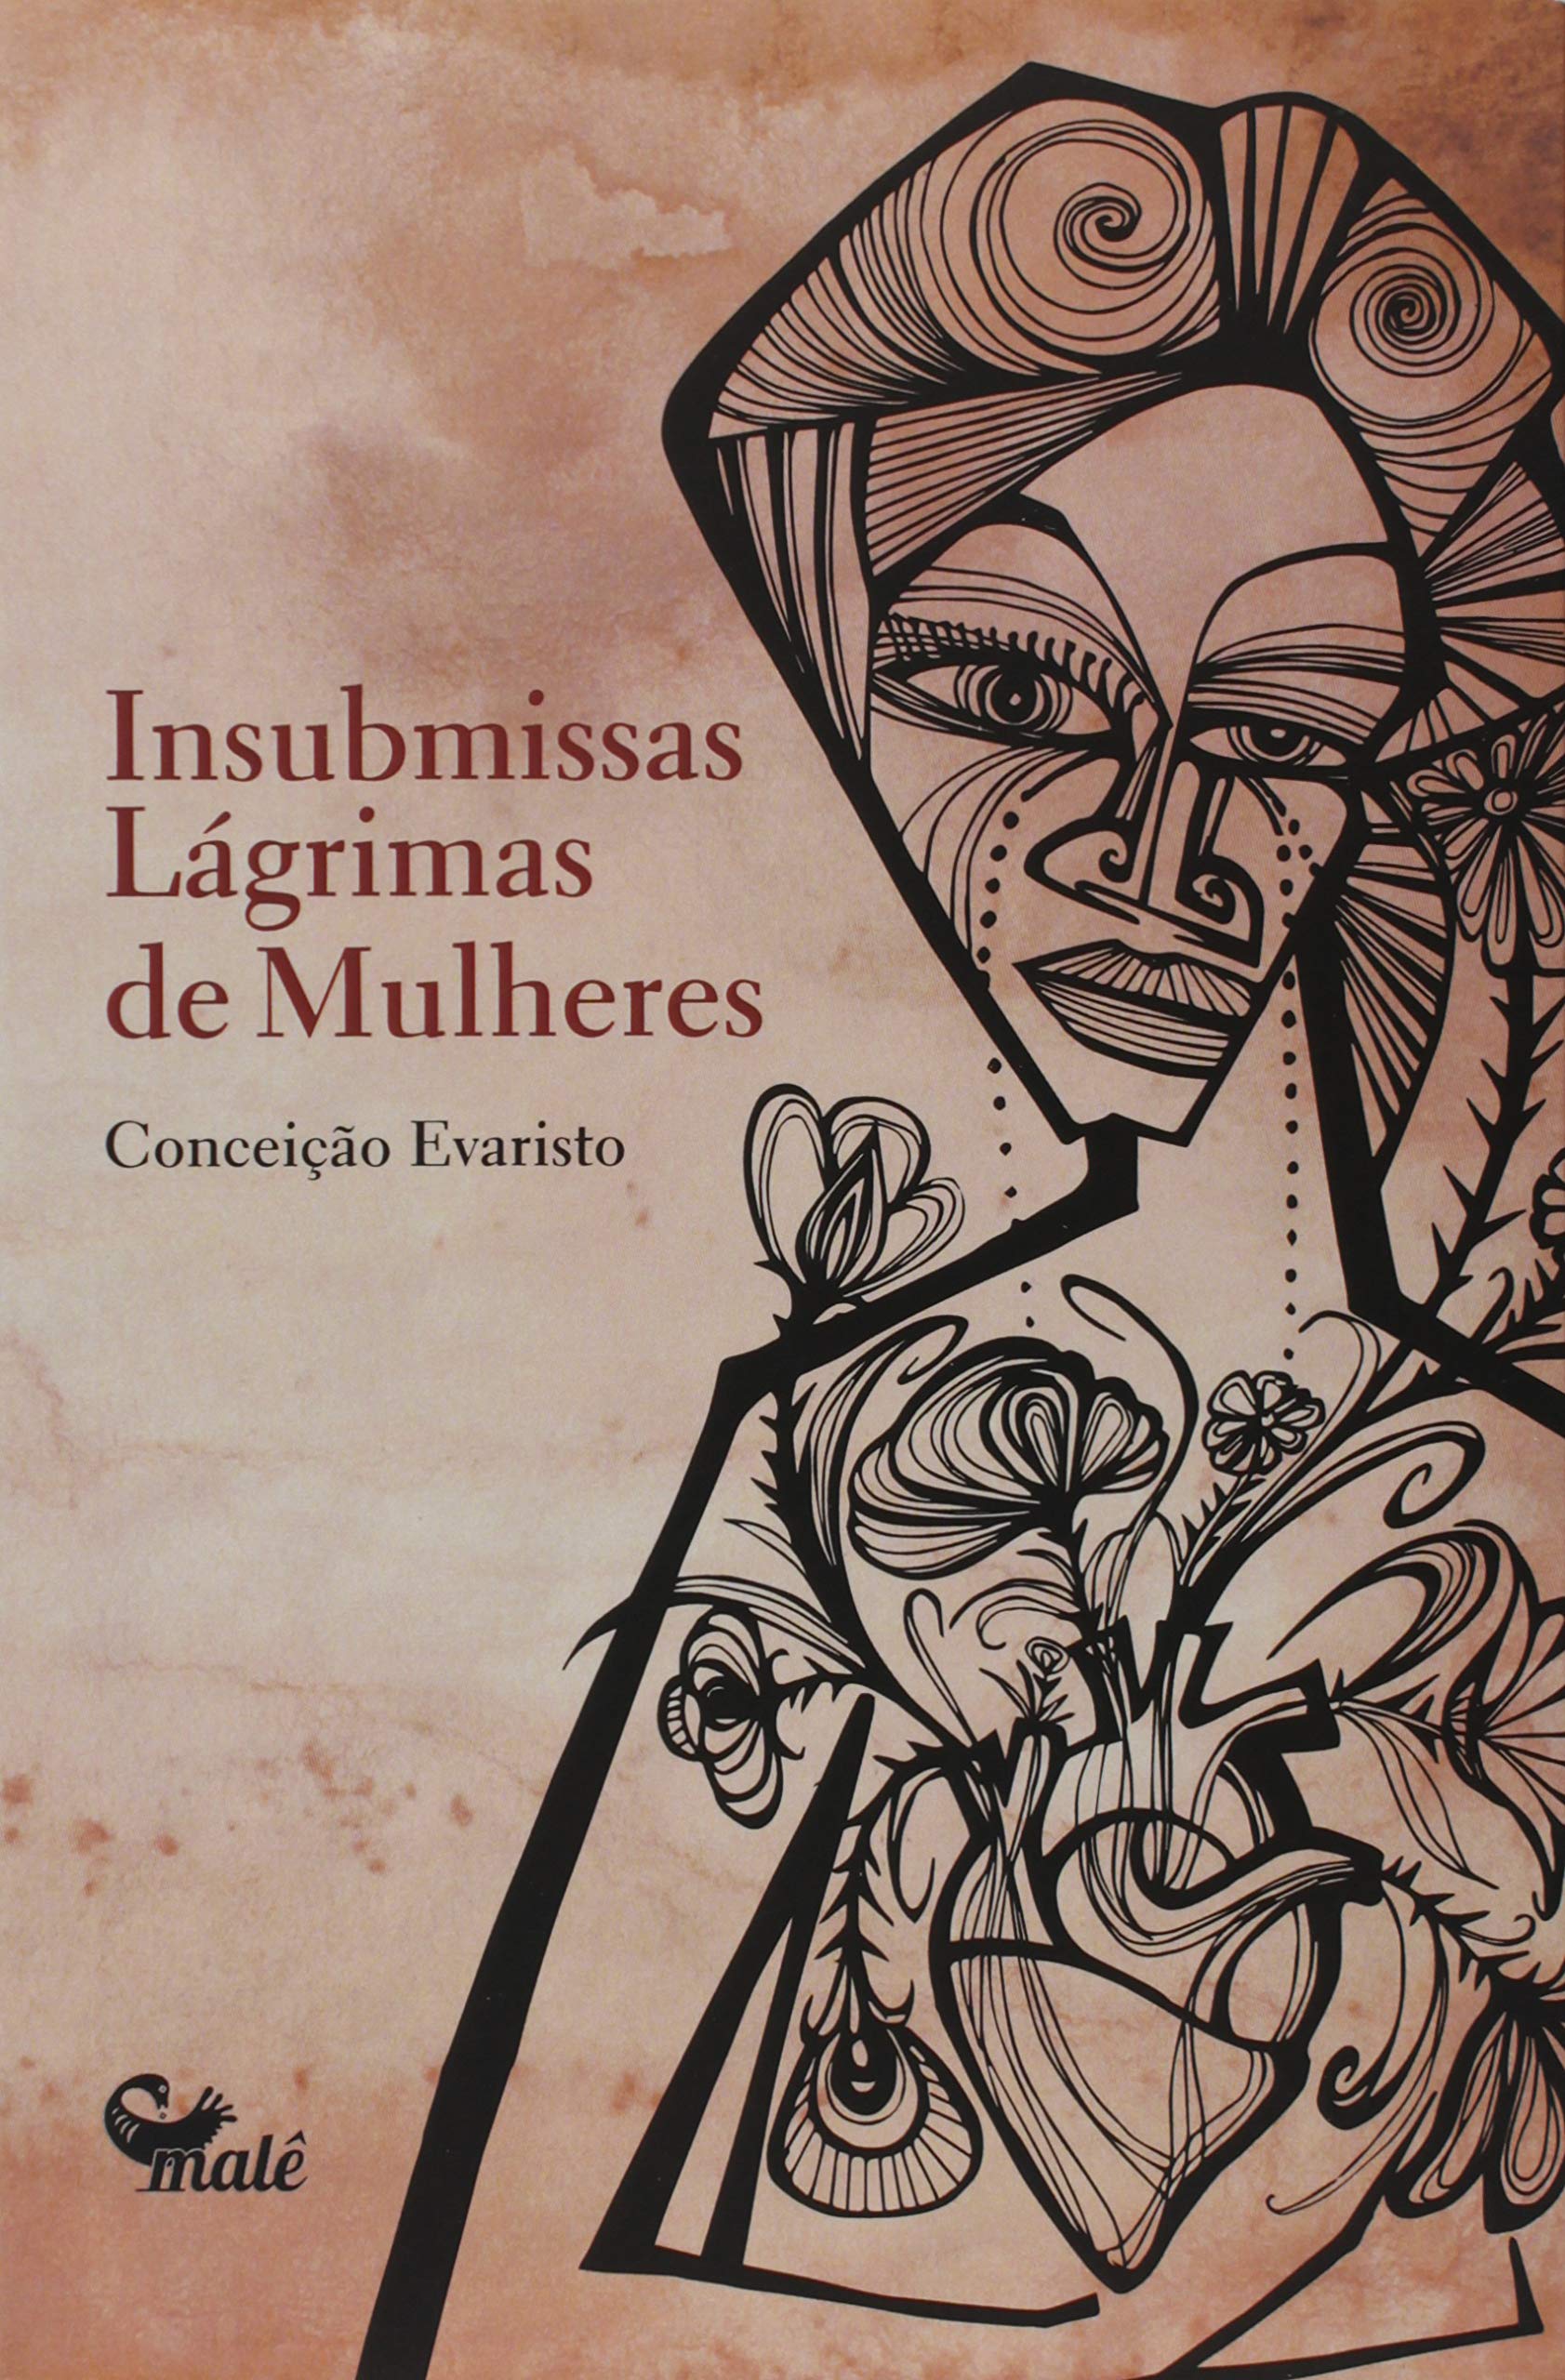 Insubmissas
Lágrimas
de Mulheres
Conceição Evaristo
malê